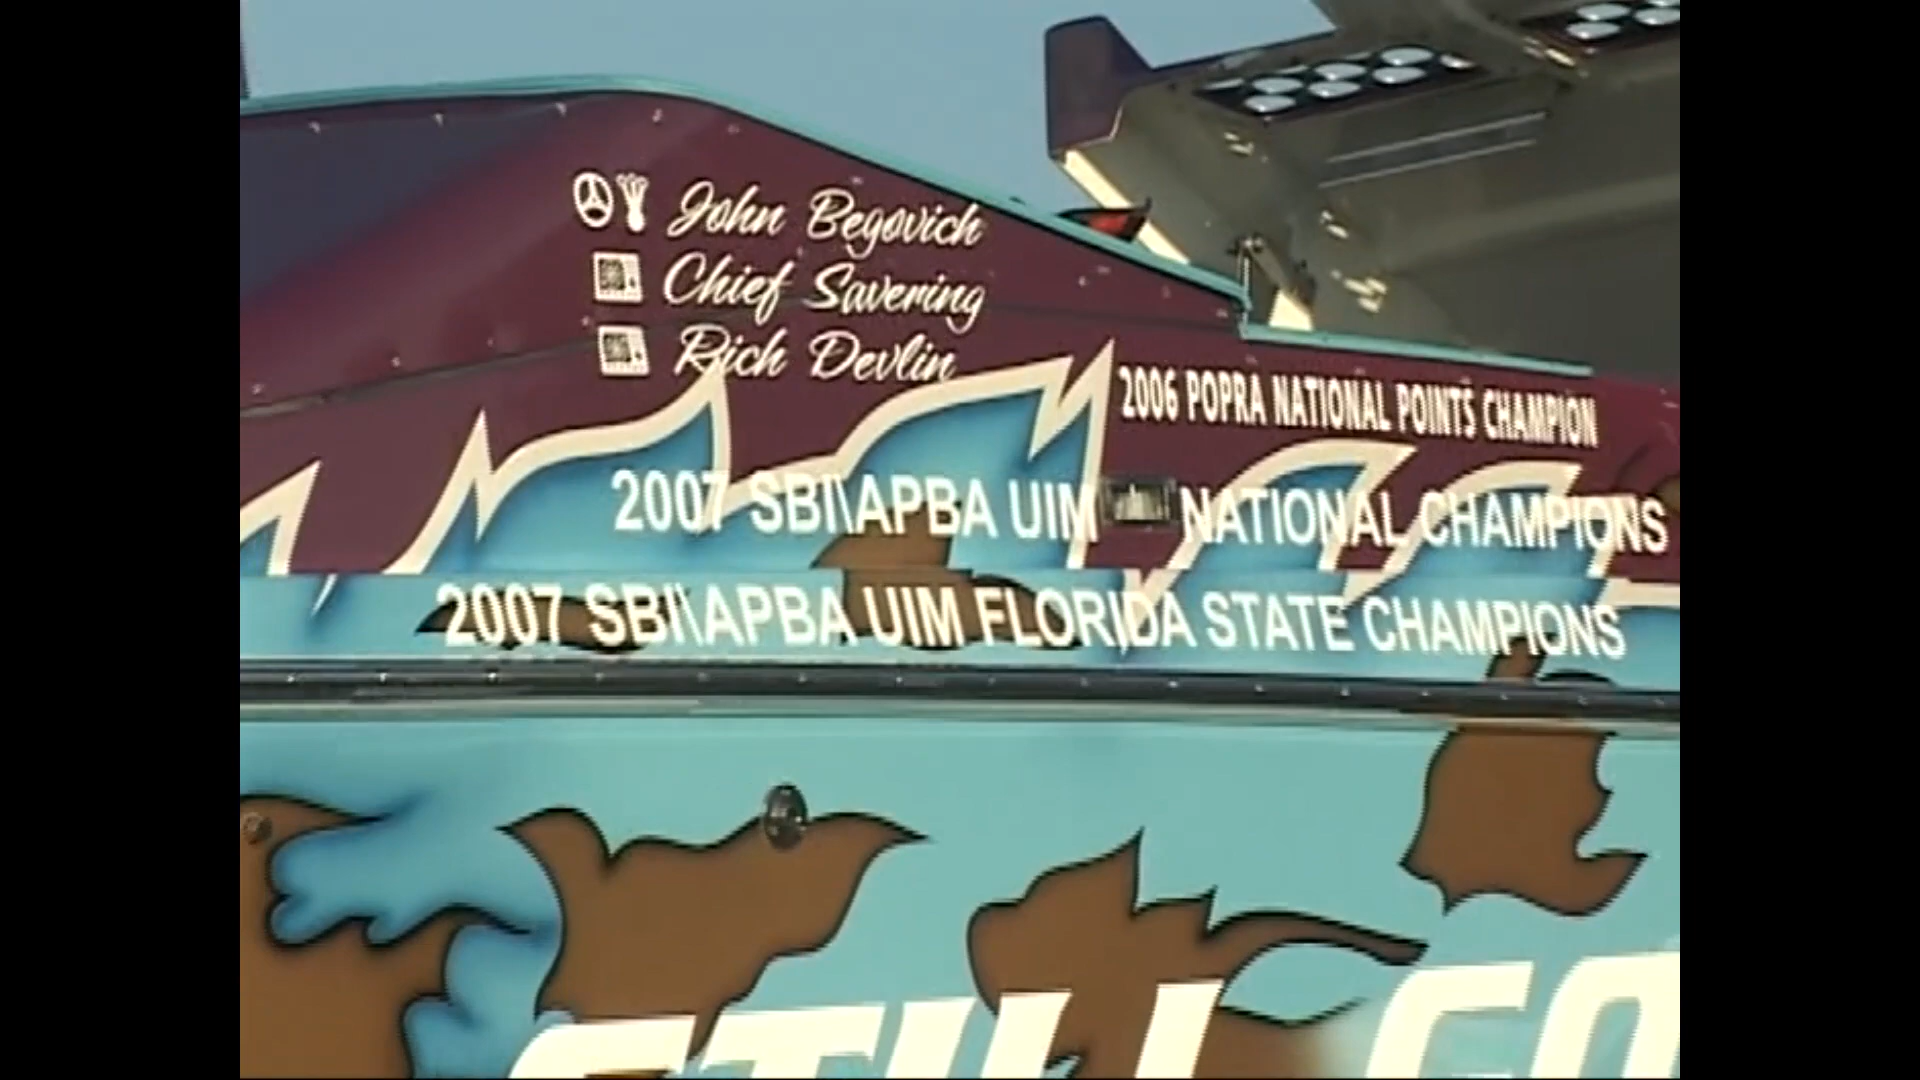 John Begovich
Chief Savering
Rich Devlin
2006 POPRA NATIONAL POINTS CHAMPION
2007 SBI\APBA UIM NATIONAL CHAMPIONS
2007 SBI\APBA UIM FLORIDA STATE CHAMPIONS
STILL